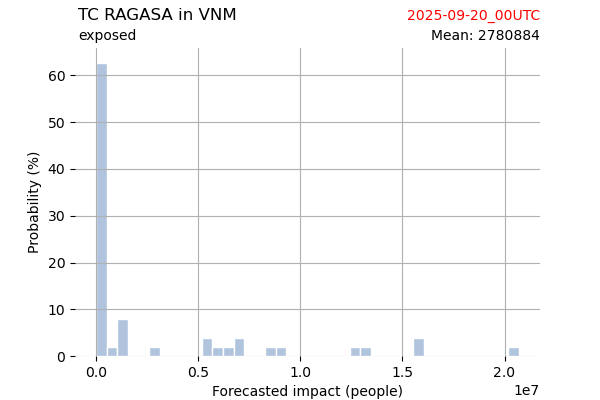 TC RAGASA in VNM
2025-09-20_00UTC
exposed
Mean: 2780884
60
50
40
30
20
10
0
Probability (%)
0.0
0.5
1.0
1.5
2.0
1e7
Forecasted impact (people)